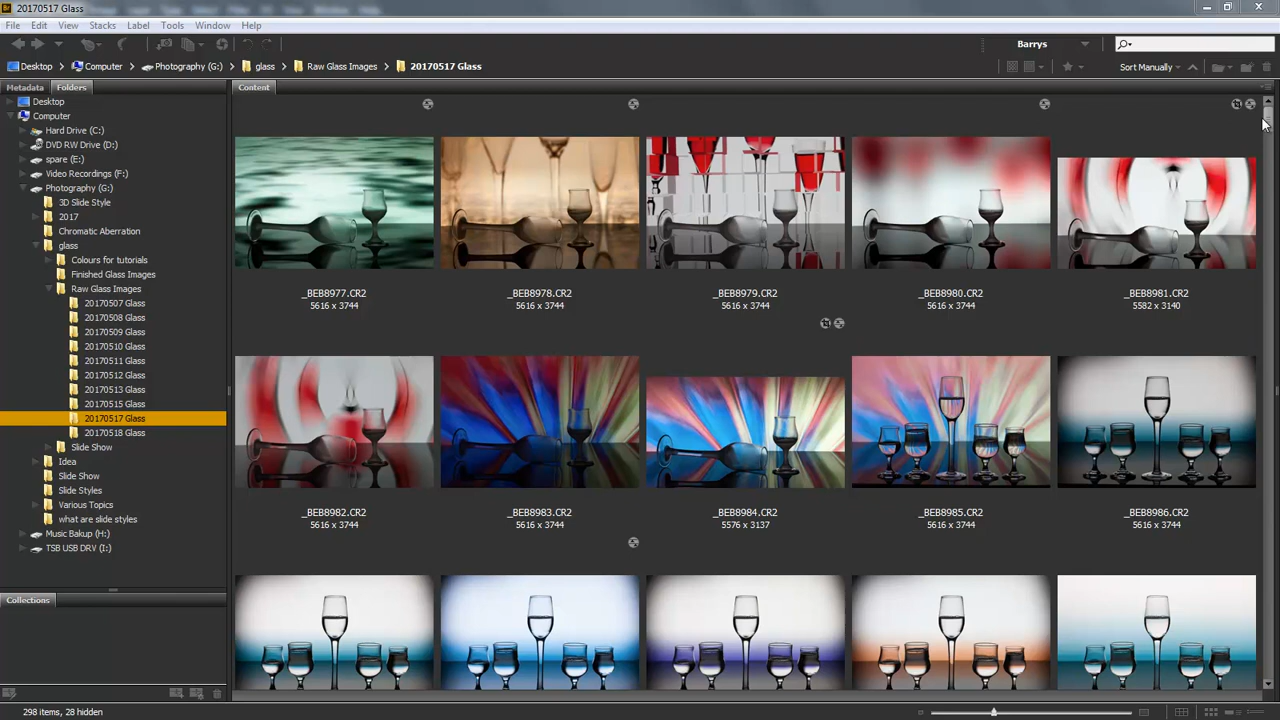 Br 20170517 Glass
File Edit View Stacks Label Tools Window Help
Barrys
Desktop Computer Photography (G:) glass Raw Glass Images 20170517 Glass
Sort Manually
Metadata Folders Content
Desktop
Computer
Hard Drive (C:)
DVD RW Drive (D:)
spare (E:)
Video Recordings (F:)
Photography (G:)
3D Slide Style
2017
Chromatic Aberration
glass
Colours for tutorials
Finished Glass Images
Raw Glass Images
20170507 Glass
20170508 Glass
20170509 Glass
20170510 Glass
20170511 Glass
20170512 Glass
20170513 Glass
20170515 Glass
20170517 Glass
20170518 Glass
Slide Show
Idea
Slide Show
Slide Styles
Various Topics
what are slide styles
Music Bakup (H:)
TSB USB DRV (I:)
Collections
_BEB8977.CR2 _BEB8978.CR2 _BEB8979.CR2 _BEB8980.CR2 _BEB8981.CR2
5616 x 3744 5616 x 3744 5616 x 3744 5616 x 3744 5582 x 3140
_BEB8982.CR2 _BEB8983.CR2 _BEB8984.CR2 _BEB8985.CR2 _BEB8986.CR2
5616 x 3744 5616 x 3744 5576 x 3137 5616 x 3744 5616 x 3744
298 items, 28 hidden